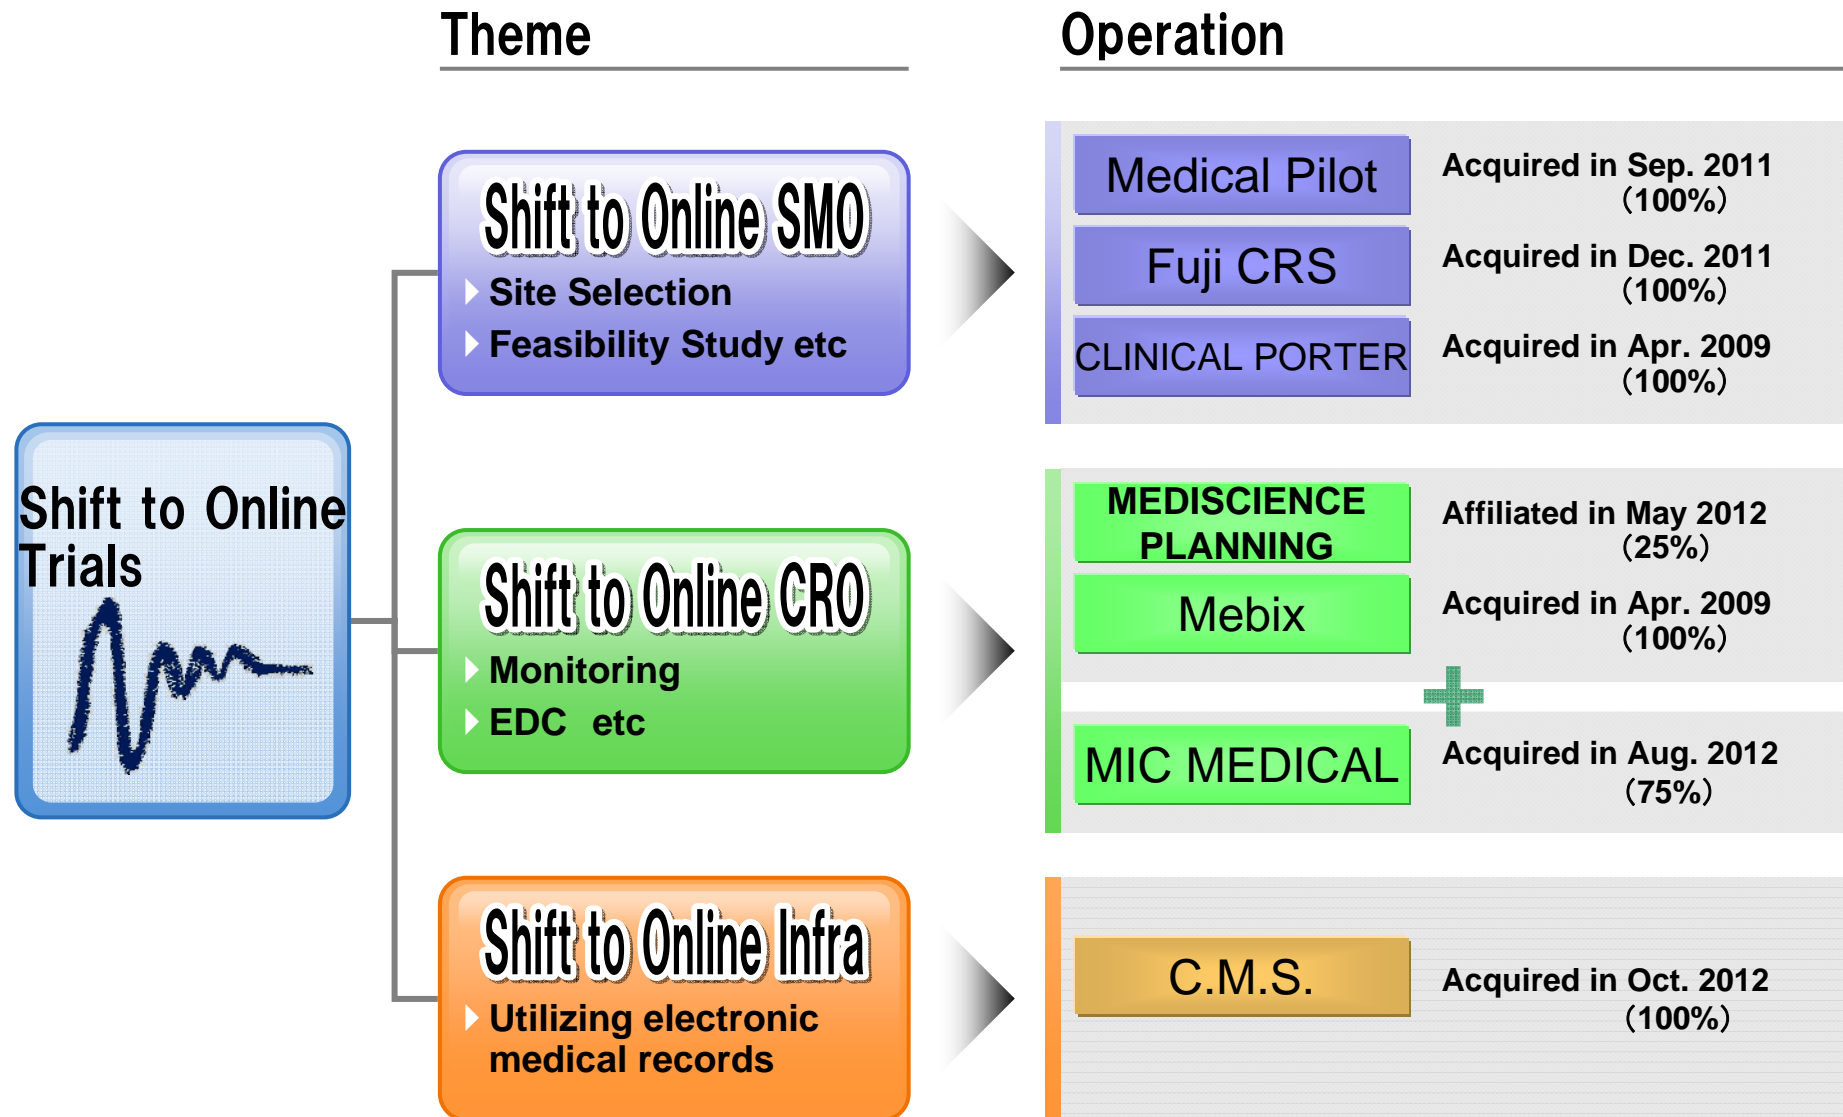 Theme
Operation
Shift to Online
Trials
Shift to Online SMO
Site Selection
Feasibility Study etc
Medical Pilot
Acquired in Sep. 2011
(100%)
Fuji CRS
Acquired in Dec. 2011
(100%)
CLINICAL PORTER
Acquired in Apr. 2009
(100%)
Shift to Online CRO
Monitoring
EDC etc
MEDISCIENCE
PLANNING
Affiliated in May 2012
(25%)
Mebix
Acquired in Apr. 2009
(100%)
MIC MEDICAL
Acquired in Aug. 2012
(75%)
Shift to Online Infra
Utilizing electronic
medical records
C.M.S.
Acquired in Oct. 2012
(100%)